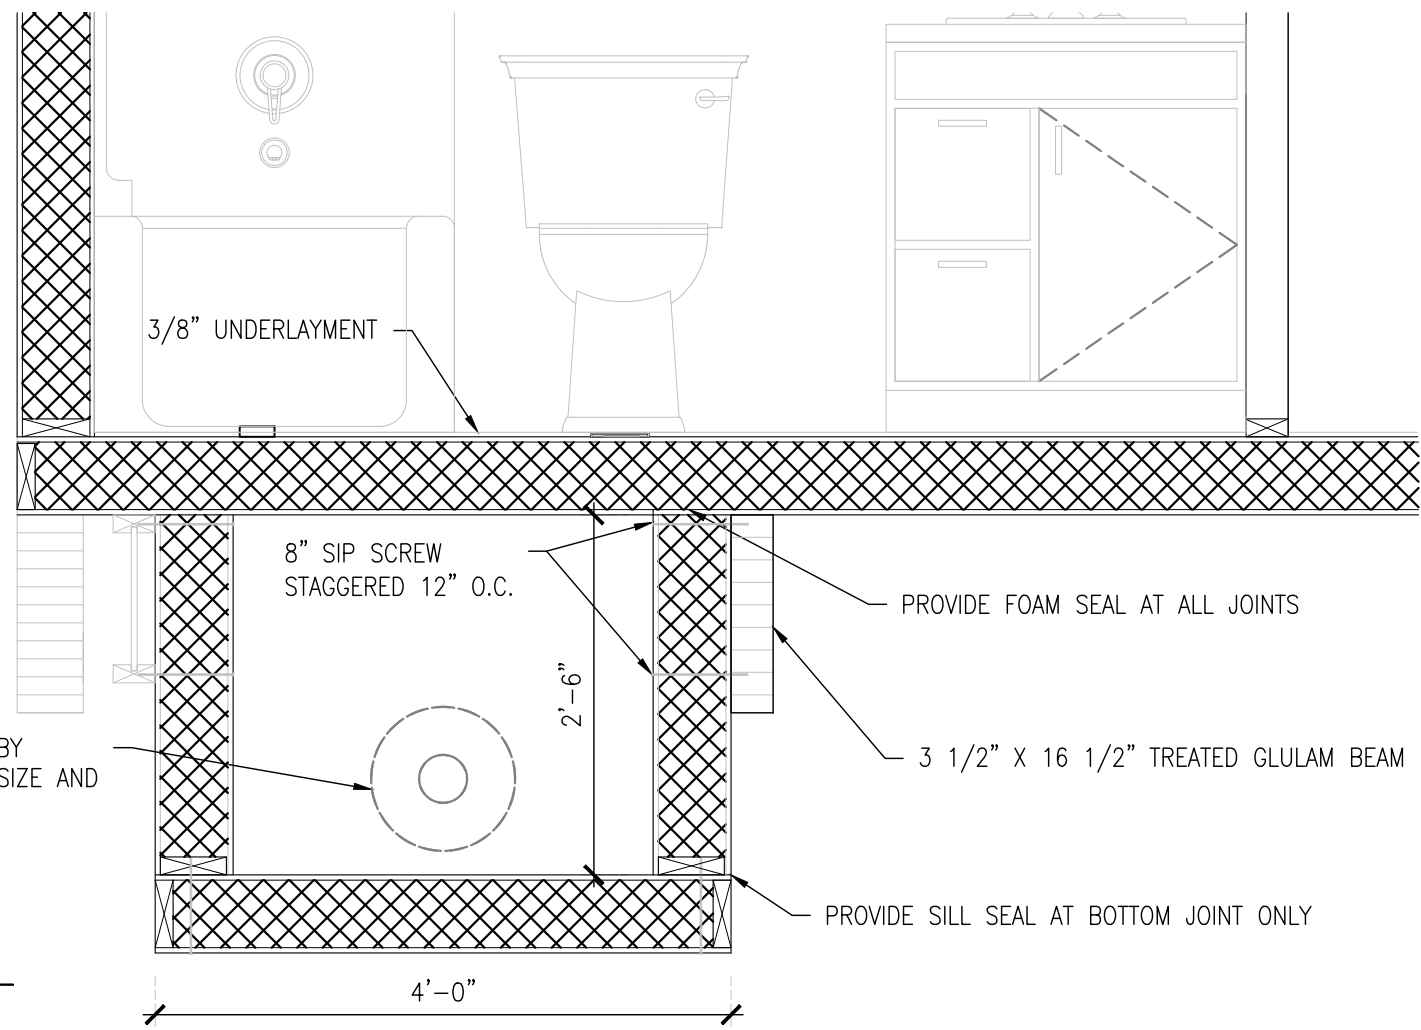 3/8" UNDERLAYMENT
8" SIP SCREW
STAGGERED 12" O.C.
PROVIDE FOAM SEAL AT ALL JOINTS
2'-6"
BY
SIZE AND
3 1/2" X 16 1/2" TREATED GLULAM BEAM
PROVIDE SILL SEAL AT BOTTOM JOINT ONLY
4'-0"